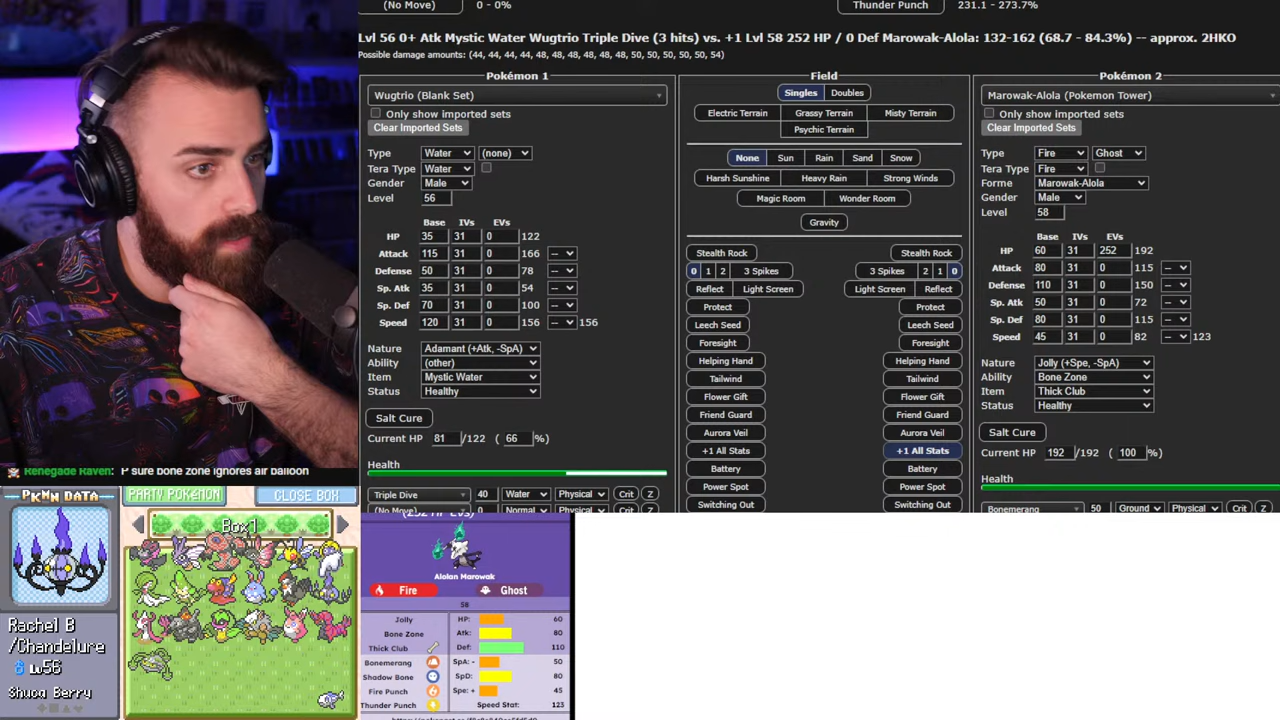 (No Move) 0 - 0% Thunder Punch 231.1 - 273.7%
Lvl 56 0+ Atk Mystic Water Wugtrio Triple Dive (3 hits) vs. +1 Lvl 58 252 HP / 0 Def Marowak-Alola: 132-162 (68.7 - 84.3%) -- approx. 2HKO
Possible damage amounts: (44, 44, 44, 44, 48, 48, 48, 48, 48, 48, 50, 50, 50, 50, 50, 54)
Pokémon 1
Wugtrio (Blank Set)
Only show imported sets
Clear Imported Sets
Type Water (none)
Tera Type Water
Gender Male
Level 56
Base IVs EVs
HP 35 31 0 122
Attack 115 31 0 166 --
Defense 50 31 0 78 --
Sp. Atk 35 31 0 54 --
Sp. Def 70 31 0 100 --
Speed 120 31 0 156 -- 156
Nature Adamant (+Atk, -SpA)
Ability (other)
Item Mystic Water
Status Healthy
Salt Cure
Current HP 81 /122 ( 66 %)
Health
Triple Dive 40 Water Physical Crit Z
(No Move) 0 Normal Physical Crit Z
Field
Singles Doubles
Electric Terrain Grassy Terrain Misty Terrain
Psychic Terrain
None Sun Rain Sand Snow
Harsh Sunshine Heavy Rain Strong Winds
Magic Room Wonder Room
Gravity
Stealth Rock Stealth Rock
0 1 2 3 Spikes 3 Spikes 2 1 0
Reflect Light Screen Light Screen Reflect
Protect Protect
Leech Seed Leech Seed
Foresight Foresight
Helping Hand Helping Hand
Tailwind Tailwind
Flower Gift Flower Gift
Friend Guard Friend Guard
Aurora Veil Aurora Veil
+1 All Stats +1 All Stats
Battery Battery
Power Spot Power Spot
Switching Out Switching Out
Pokémon 2
Marowak-Alola (Pokemon Tower)
Only show imported sets
Clear Imported Sets
Type Fire Ghost
Tera Type Fire
Forme Marowak-Alola
Gender Male
Level 58
Base IVs EVs
HP 60 31 252 192
Attack 80 31 0 115 --
Defense 110 31 0 150 --
Sp. Atk 50 31 0 72 --
Sp. Def 80 31 0 115 --
Speed 45 31 0 82 -- 123
Nature Jolly (+Spe, -SpA)
Ability Bone Zone
Item Thick Club
Status Healthy
Salt Cure
Current HP 192 /192 ( 100 %)
Health
Bonemerang 50 Ground Physical Crit Z
Renegade Raven: P sure bone zone ignores air balloon
PKMN DATA
PARTY POKéMON
CLOSE BOX
Box1
Rachel B
/Chandelure
Lv56
Shuca Berry
(252 HP EVs)
Alolan Marowak
Fire Ghost
58
Jolly HP: 60
Bone Zone Atk: 80
Thick Club Def: 110
Bonemerang SpA: - 50
Shadow Bone SpD: 80
Fire Punch Spe: + 45
Thunder Punch Speed Stat: 123